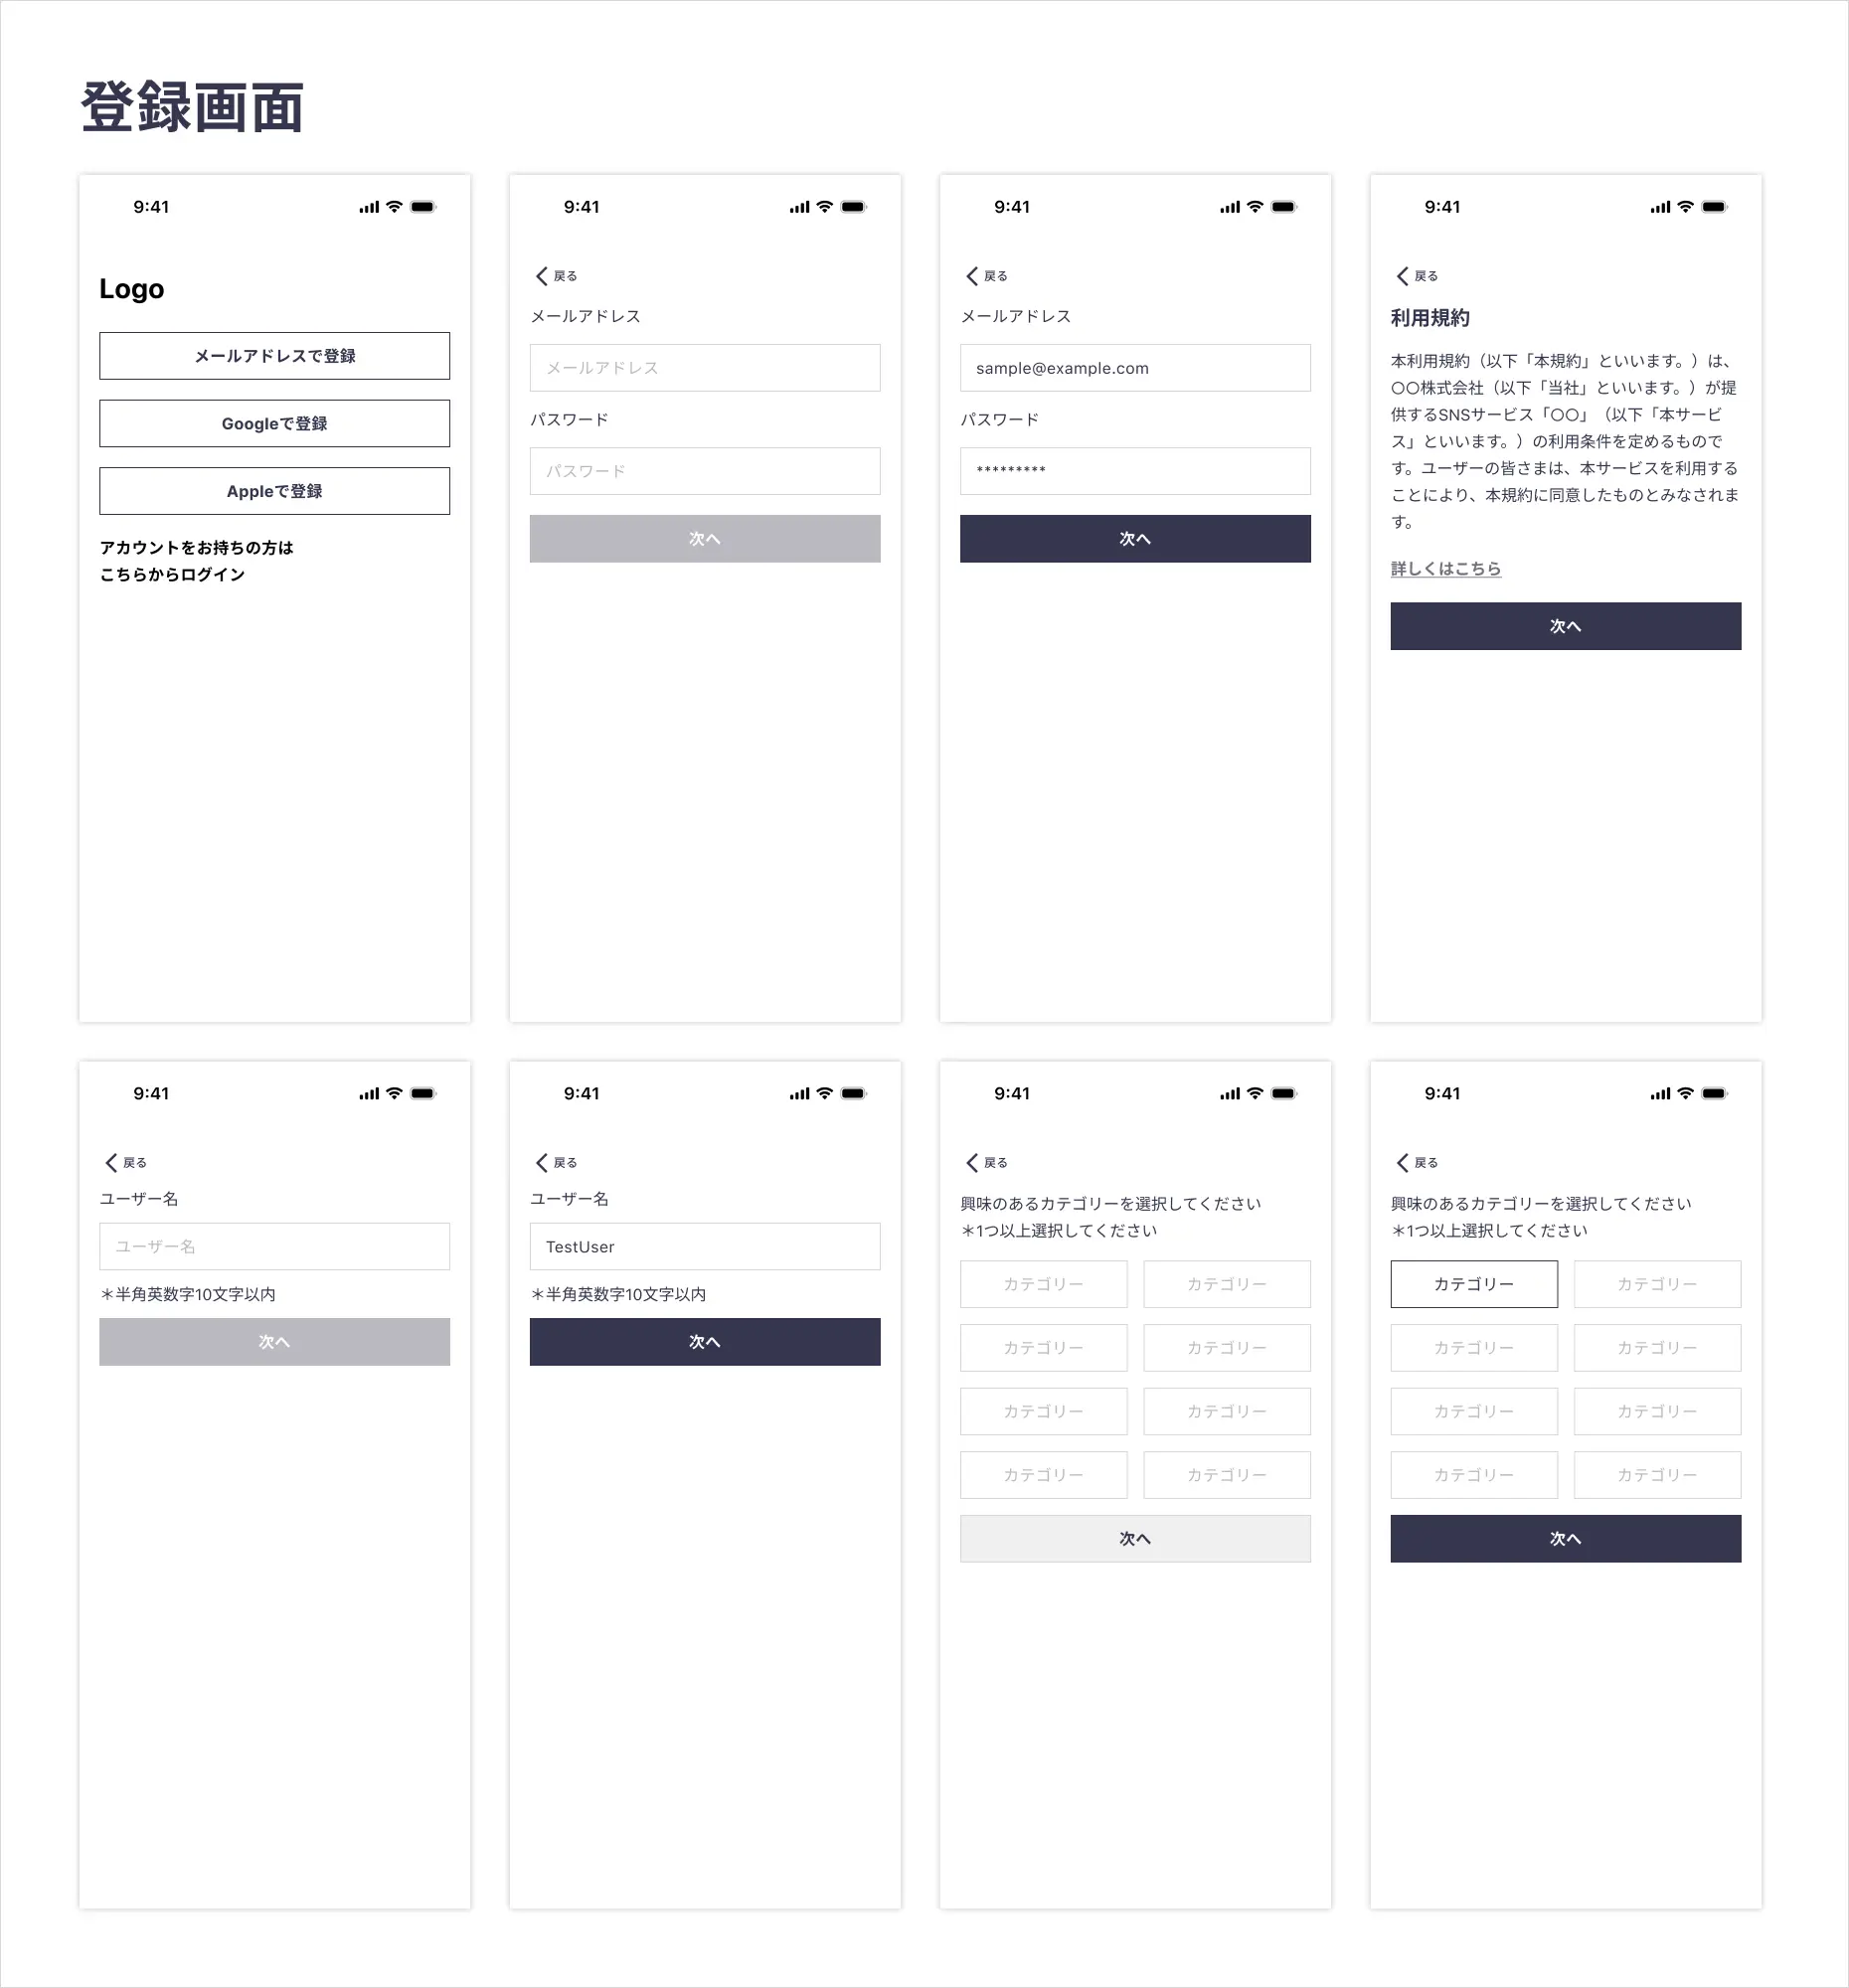 登録画面
9:41
Logo
メールアドレスで登録
Googleで登録
Appleで登録
アカウントをお持ちの方は
こちらからログイン
9:41
戻る
メールアドレス
メールアドレス
パスワード
パスワード
次へ
9:41
戻る
メールアドレス
sample@example.com
パスワード
*********
次へ
9:41
戻る
利用規約
本利用規約（以下「本規約」といいます。）は、
〇〇株式会社（以下「当社」といいます。）が提
供するSNSサービス「〇〇」（以下「本サービ
ス」といいます。）の利用条件を定めるもので
す。ユーザーの皆さまは、本サービスを利用する
ことにより、本規約に同意したものとみなされま
す。
詳しくはこちら
次へ
9:41
戻る
ユーザー名
ユーザー名
＊半角英数字10文字以内
次へ
9:41
戻る
ユーザー名
TestUser
＊半角英数字10文字以内
次へ
9:41
戻る
興味のあるカテゴリーを選択してください
＊1つ以上選択してください
カテゴリー カテゴリー
カテゴリー カテゴリー
カテゴリー カテゴリー
カテゴリー カテゴリー
次へ
9:41
戻る
興味のあるカテゴリーを選択してください
＊1つ以上選択してください
カテゴリー カテゴリー
カテゴリー カテゴリー
カテゴリー カテゴリー
カテゴリー カテゴリー
次へ